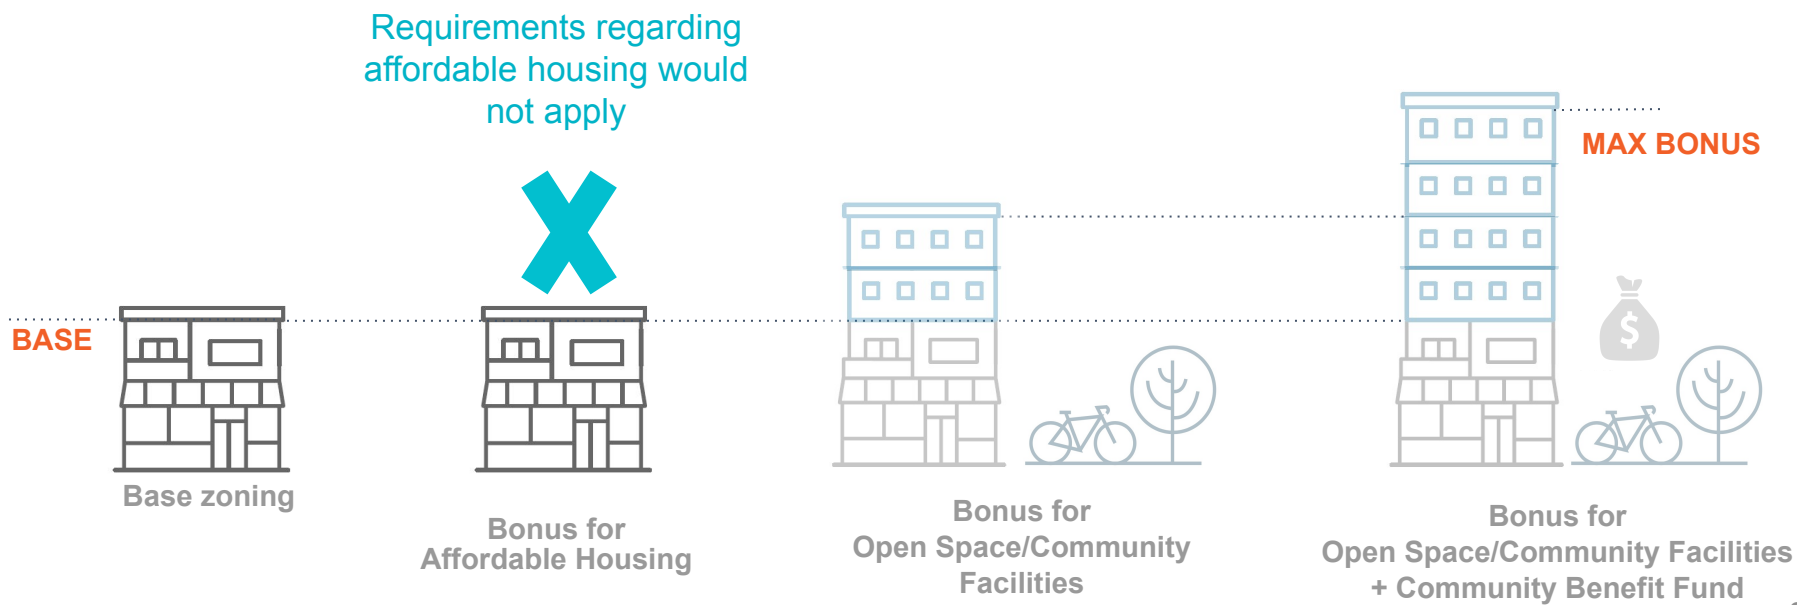 Requirements regarding
affordable housing would
not apply
MAX BONUS
BASE
$
Base zoning
Bonus for
Affordable Housing
Bonus for
Open Space/Community
Facilities
Bonus for
Open Space/Community Facilities
+ Community Benefit Fund